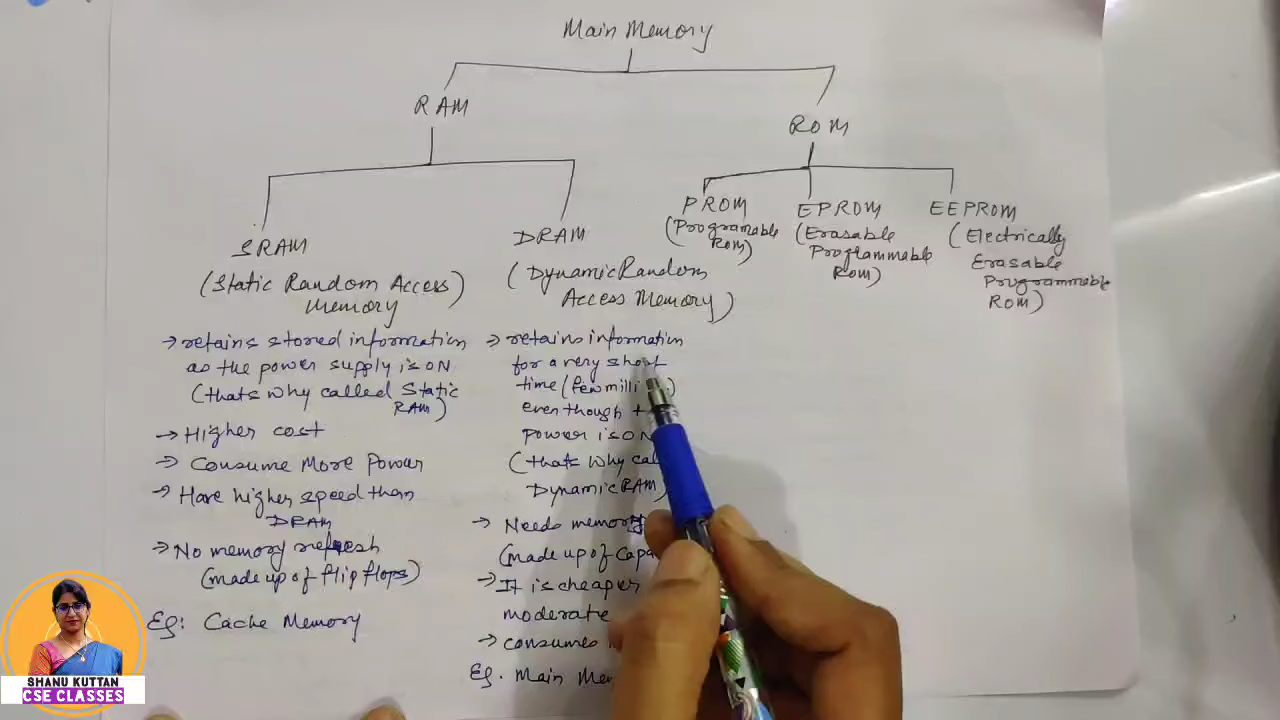 Main Memory
RAM
ROM
SRAM
(Static Random Access)
Memory
DRAM
(Dynamic Random
Access Memory)
PROM
(Programable
ROM)
EPROM
(Erasable
Programmable
ROM)
EEPROM
(Electrically
Erasable
Programmable
ROM)
→ retains stored information
as the power supply is ON
(thats why called Static
RAM)
→ Higher cost
→ Consume More Power
→ Have higher speed than
DRAM
→ No memory refresh
(made up of flip flops)
Eg: Cache Memory
→ retains information
for a very short
time (few milli
even though
power is ON
(thats why
Dynamic RAM)
→ Needs memory
(made up of
→ It is cheaper
moderate
→ consumes
Eg. Main
SHANU KUTTAN
CSE CLASSES